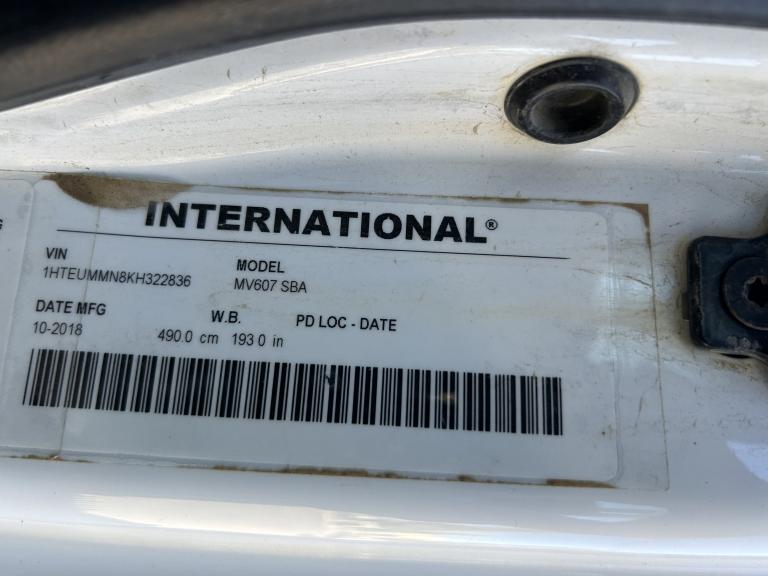 INTERNATIONAL®
VIN
1HTEUMMN8KH322836
MODEL
MV607 SBA
DATE MFG
10-2018
W.B.
490.0 cm 193.0 in
PD LOC - DATE